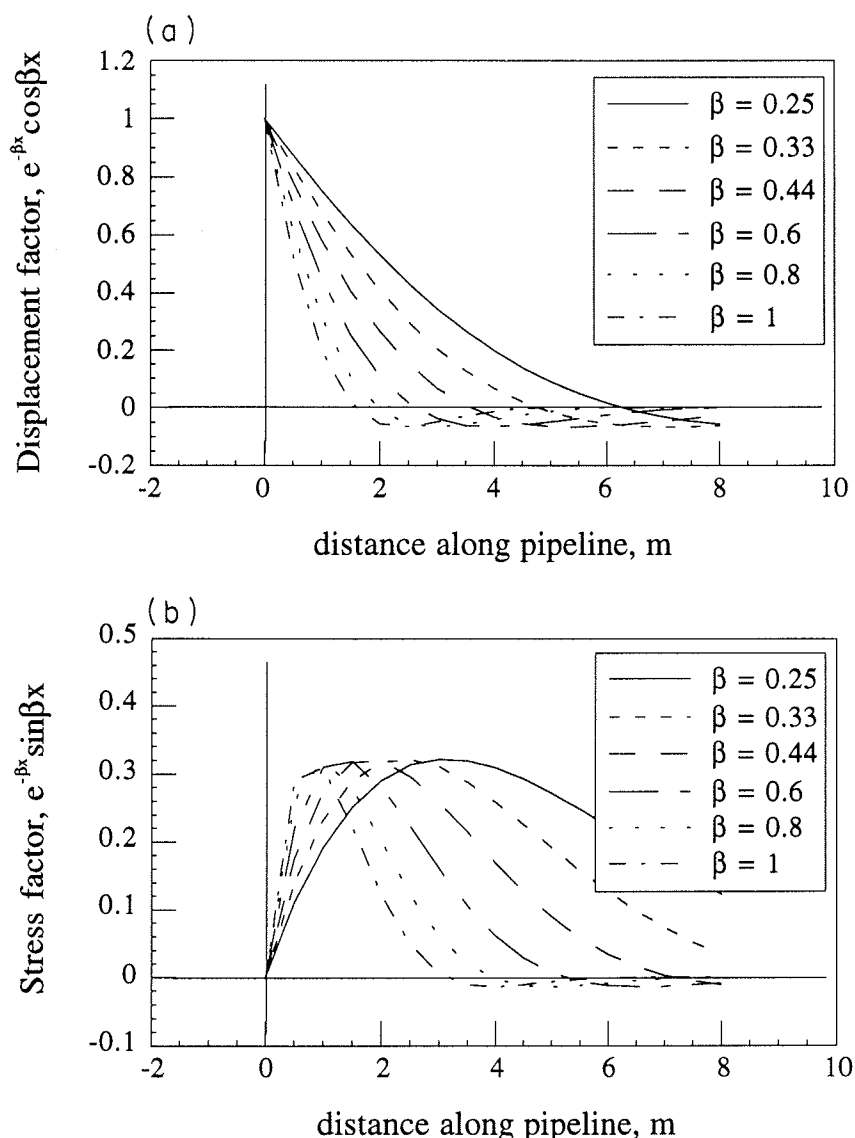 (a)
Displacement factor, e^-βx cosβx
1.2
1
0.8
0.6
0.4
0.2
0
-0.2
-2
0
2
4
6
8
10
distance along pipeline, m
β = 0.25
β = 0.33
β = 0.44
β = 0.6
β = 0.8
β = 1
(b)
Stress factor, e^-βx sinβx
0.5
0.4
0.3
0.2
0.1
0
-0.1
-2
0
2
4
6
8
10
distance along pipeline, m
β = 0.25
β = 0.33
β = 0.44
β = 0.6
β = 0.8
β = 1